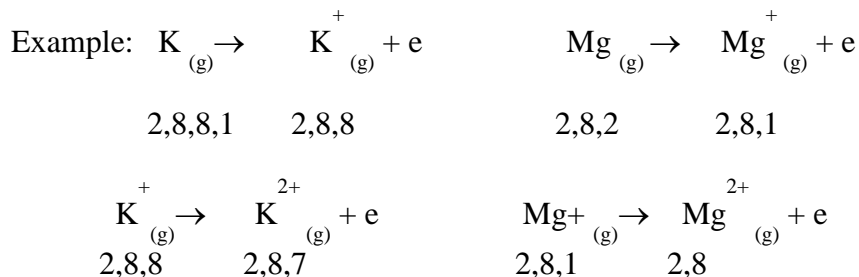 Example: K (g) → K⁺ (g) + e Mg (g) → Mg⁺ (g) + e
2,8,8,1 2,8,8 2,8,2 2,8,1
K⁺ (g) → K²⁺ (g) + e Mg+ (g) → Mg²⁺ (g) + e
2,8,8 2,8,7 2,8,1 2,8